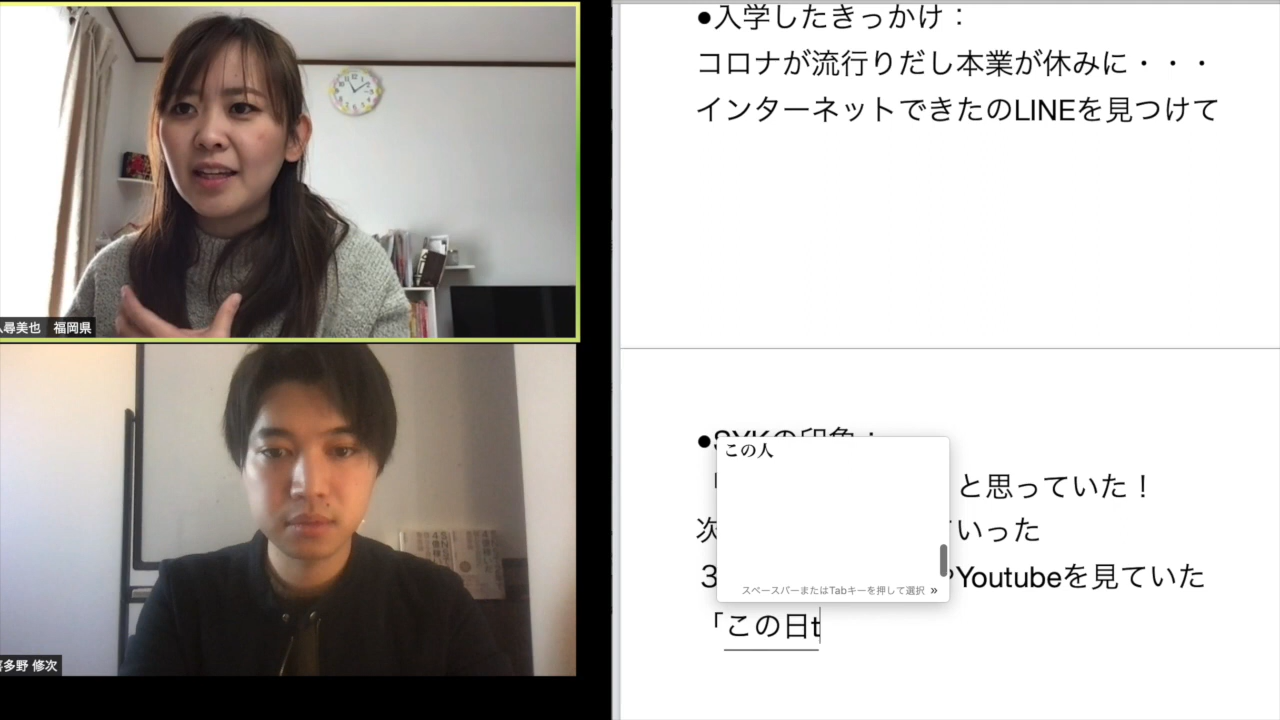 尋美也 福岡県
多野 修次
●入学したきっかけ：
コロナが流行りだし本業が休みに・・・
インターネットできたのLINEを見つけて
●SYKの印象：
「 と思っていた！
次 いった
3 Youtubeを見ていた
「この日t
この人
スペースバーまたはTabキーを押して選択 »